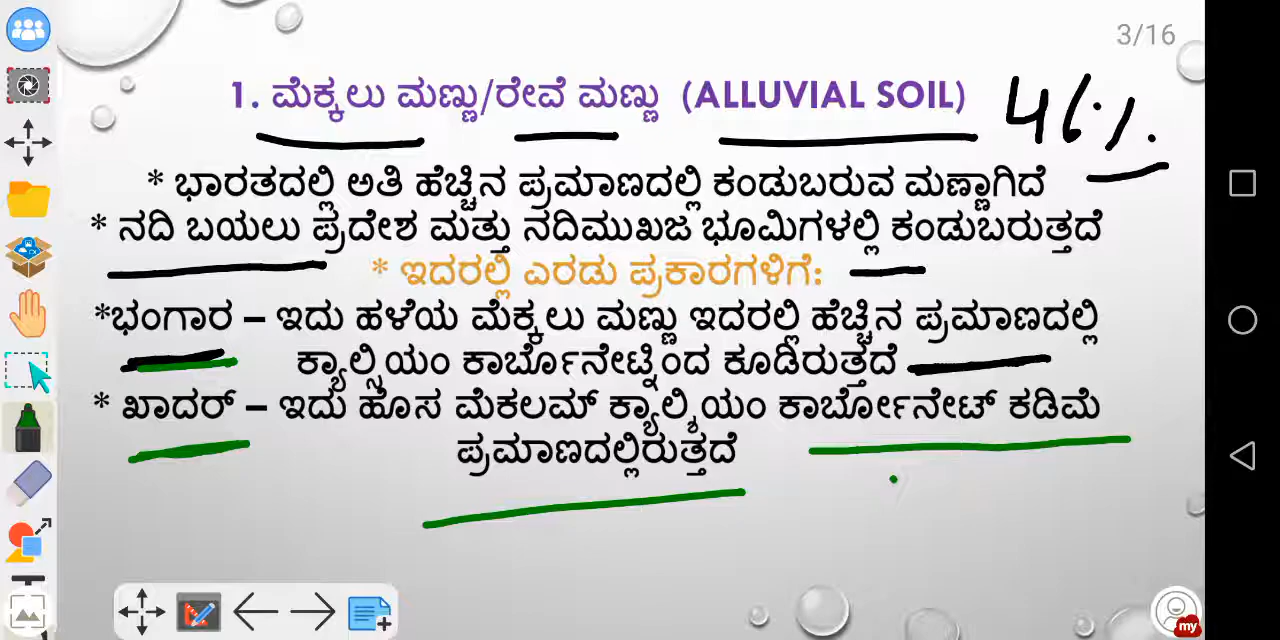 3/16
1. ಮೆಕ್ಕಲು ಮಣ್ಣು/ರೇವೆ ಮಣ್ಣು (ALLUVIAL SOIL) 46%.
* ಭಾರತದಲ್ಲಿ ಅತಿ ಹೆಚ್ಚಿನ ಪ್ರಮಾಣದಲ್ಲಿ ಕಂಡುಬರುವ ಮಣ್ಣಾಗಿದೆ
* ನದಿ ಬಯಲು ಪ್ರದೇಶ ಮತ್ತು ನದಿಮುಖಜ ಭೂಮಿಗಳಲ್ಲಿ ಕಂಡುಬರುತ್ತದೆ
* ಇದರಲ್ಲಿ ಎರಡು ಪ್ರಕಾರಗಳಿಗೆ:
*ಭಂಗಾರ – ಇದು ಹಳೆಯ ಮೆಕ್ಕಲು ಮಣ್ಣು ಇದರಲ್ಲಿ ಹೆಚ್ಚಿನ ಪ್ರಮಾಣದಲ್ಲಿ
ಕ್ಯಾಲ್ಸಿಯಂ ಕಾರ್ಬೊನೇಟ್ನಿಂದ ಕೂಡಿರುತ್ತದೆ
* ಖಾದರ್ – ಇದು ಹೊಸ ಮೆಕಲಮ್ ಕ್ಯಾಲ್ಶಿಯಂ ಕಾರ್ಬೋನೇಟ್ ಕಡಿಮೆ
ಪ್ರಮಾಣದಲ್ಲಿರುತ್ತದೆ
my